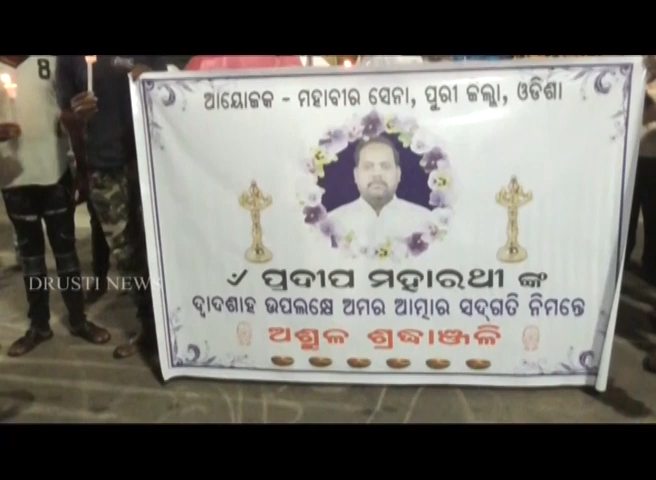 8
ଆୟୋଜକ - ମହାବୀର ସେନା, ପୁରୀ ଜିଲ୍ଲା, ଓଡିଶା
ପ୍ରଦୀପ ମହାରଥୀ ଙ୍କ
ଦ୍ବାଦଶାହ ଉପଲକ୍ଷେ ଅମର ଆତ୍ମାର ସଦ୍‌ଗତି ନିମନ୍ତେ
ଅଶ୍ରୁଳ ଶ୍ରଦ୍ଧାଞ୍ଜଳି
DRUSTI NEWS